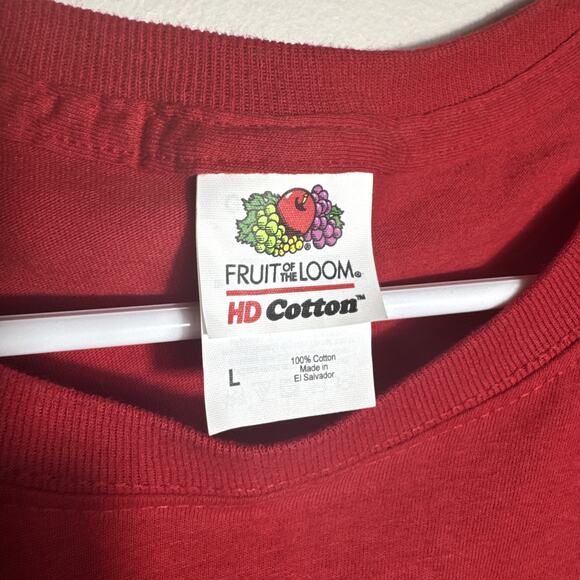 FRUIT OF THE LOOM®
HD Cotton™
L
100% Cotton
Made in
El Salvador